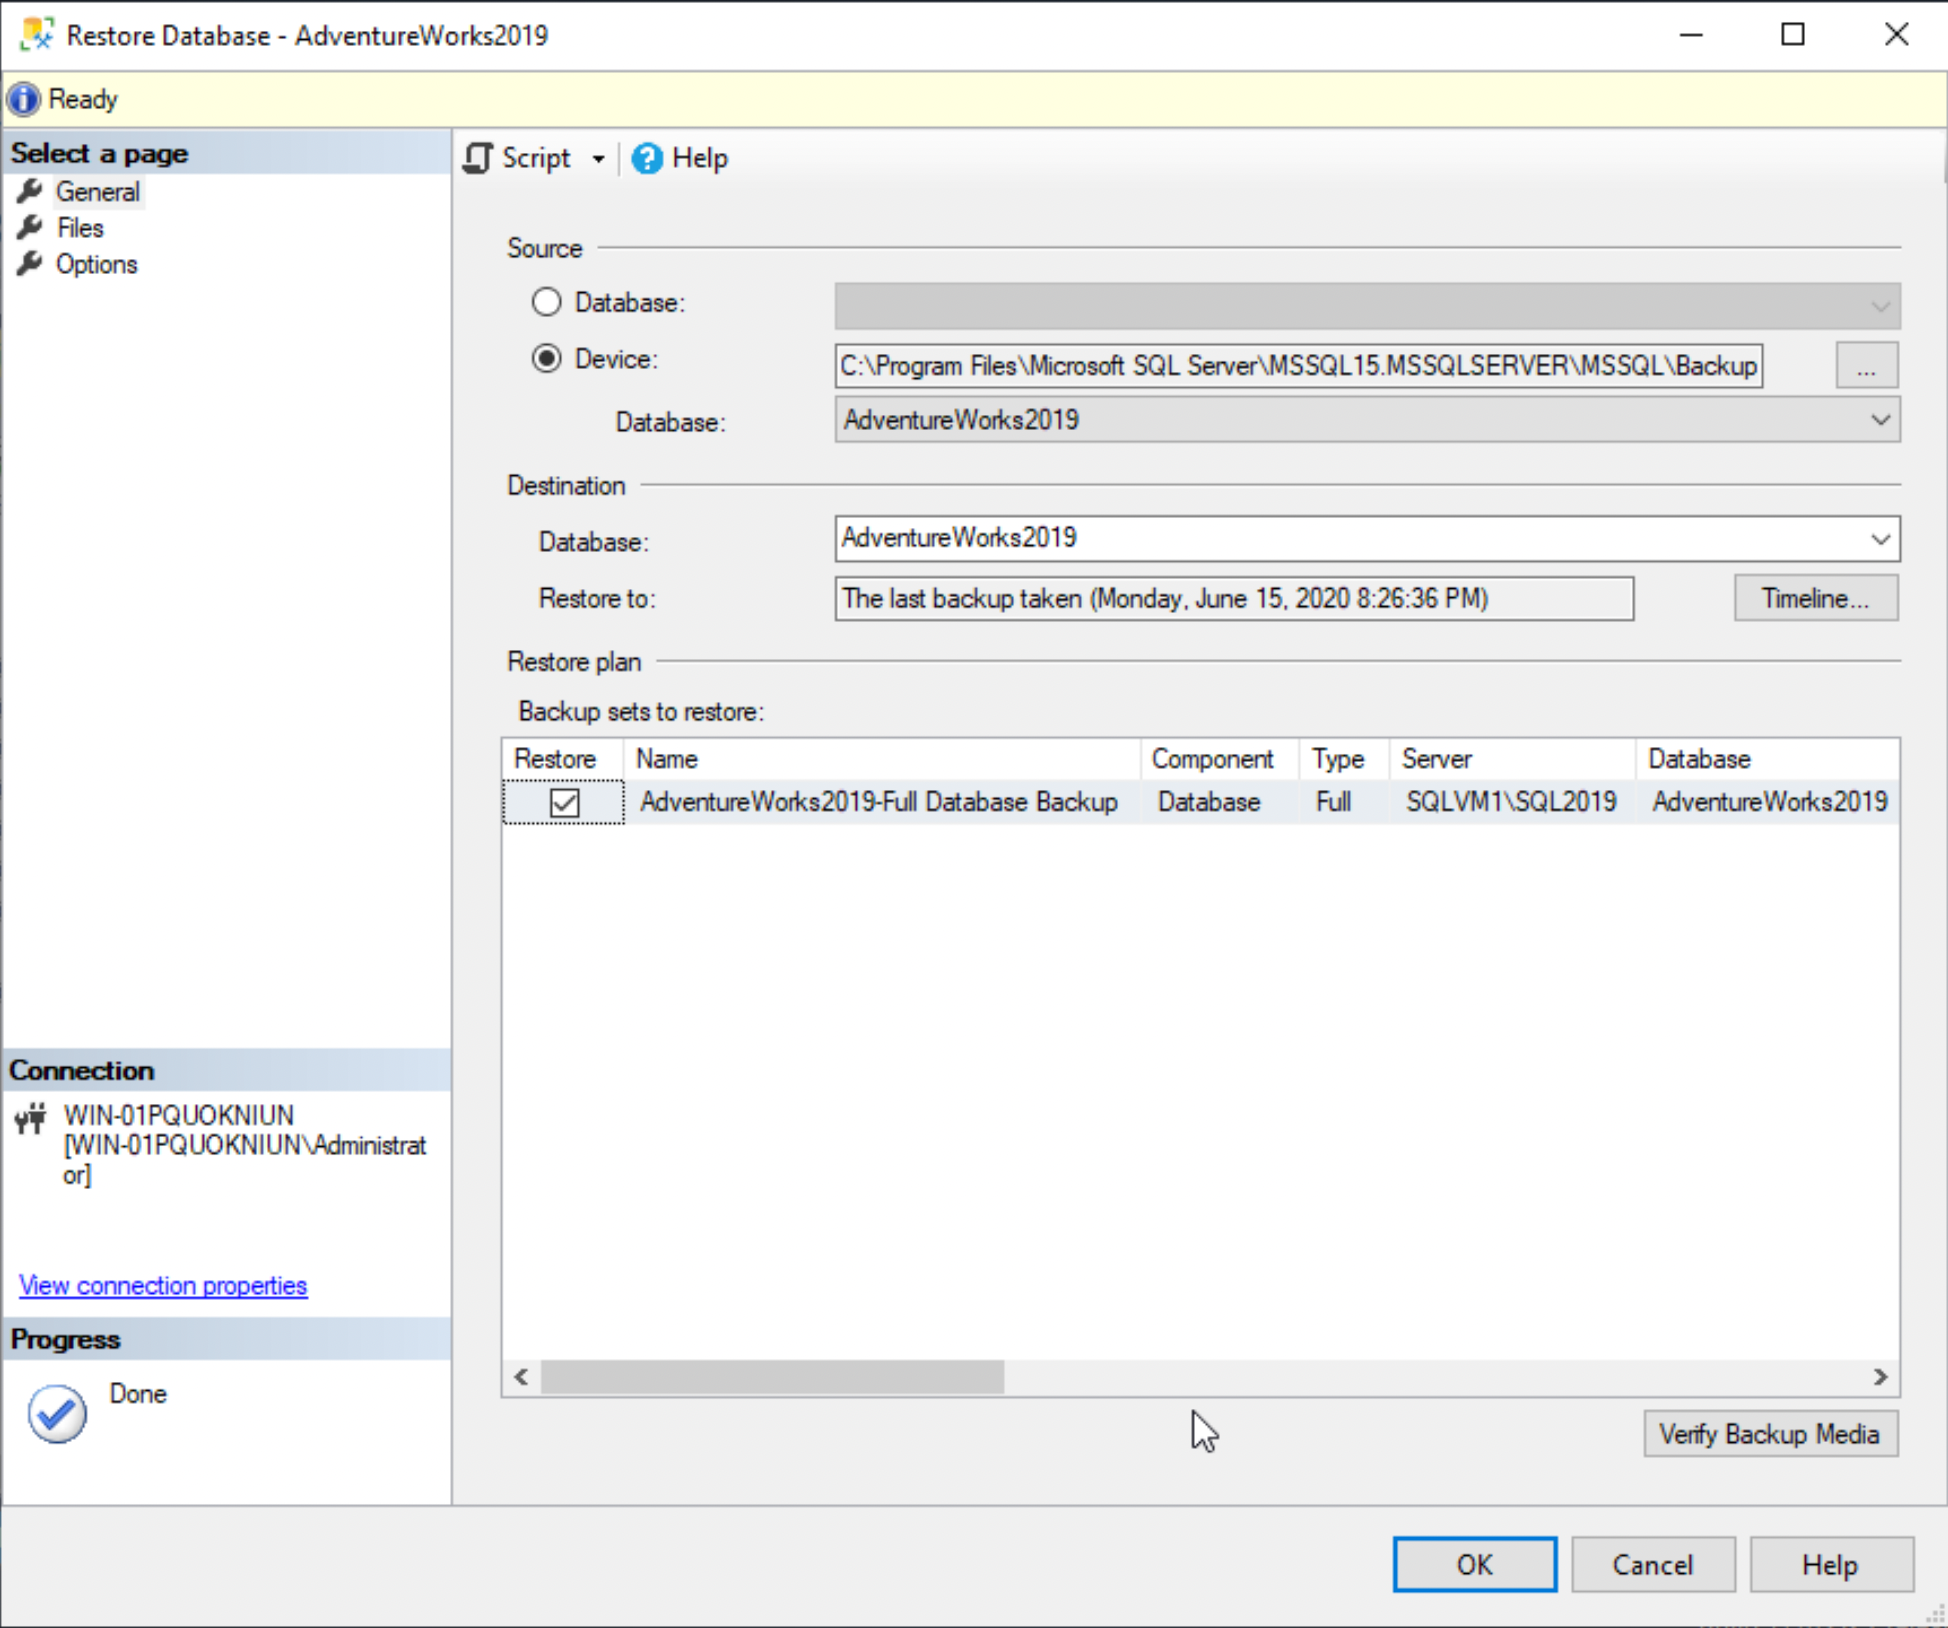 Restore Database - AdventureWorks2019
Ready
Select a page
General
Files
Options
Script
Help
Source
Database:
Device:
C:\Program Files\Microsoft SQL Server\MSSQL15.MSSQLSERVER\MSSQL\Backup
...
Database:
AdventureWorks2019
Destination
Database:
AdventureWorks2019
Restore to:
The last backup taken (Monday, June 15, 2020 8:26:36 PM)
Timeline...
Restore plan
Backup sets to restore:
Restore Name Component Type Server Database
AdventureWorks2019-Full Database Backup Database Full SQLVM1\SQL2019 AdventureWorks2019
Connection
WIN-01PQUOKNIUN
[WIN-01PQUOKNIUN\Administrat
or]
View connection properties
Progress
Done
Verify Backup Media
OK
Cancel
Help